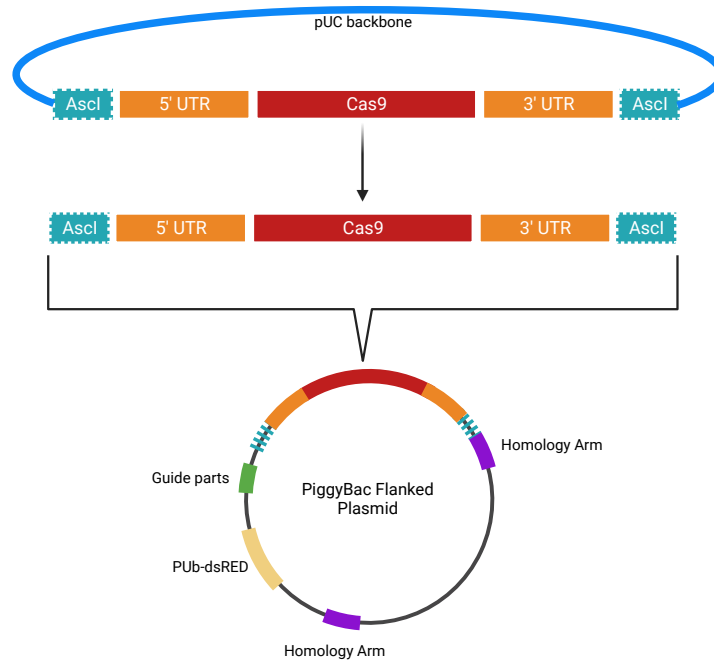 pUC backbone
AscI 5' UTR Cas9 3' UTR AscI
AscI 5' UTR Cas9 3' UTR AscI
Homology Arm
Guide parts
PiggyBac Flanked
Plasmid
PUb-dsRED
Homology Arm